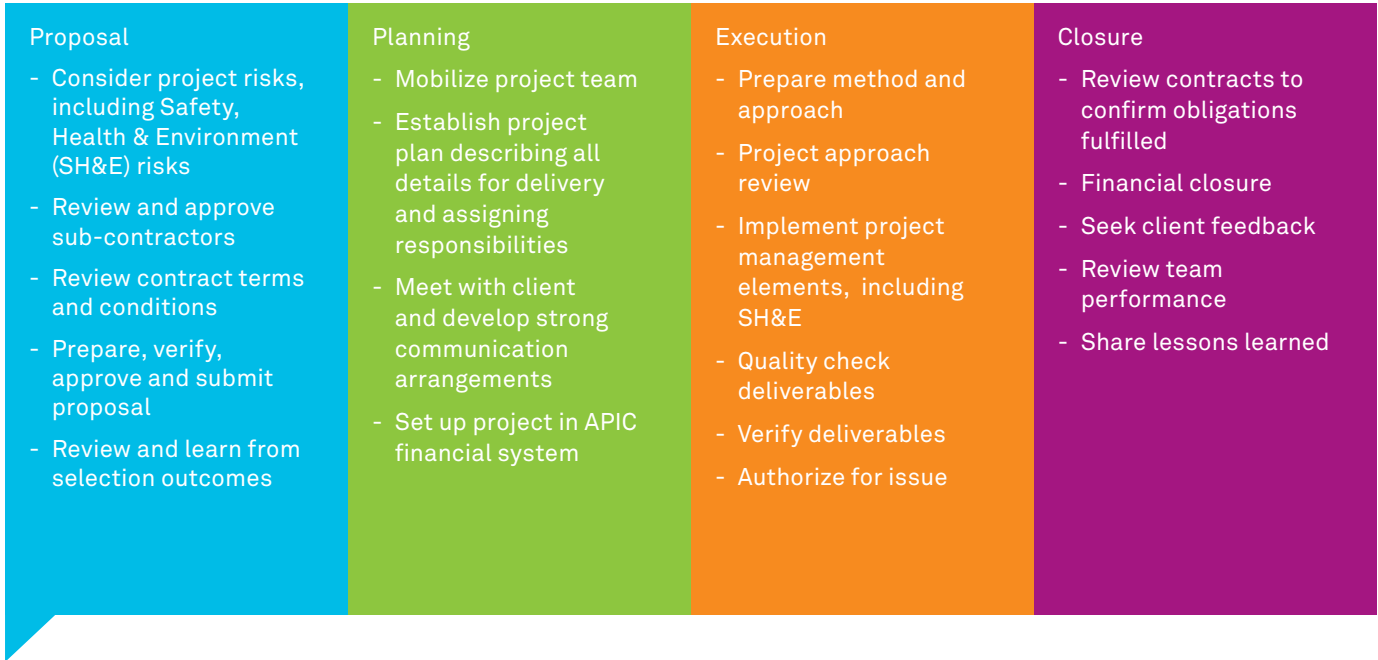 Proposal
- Consider project risks,
including Safety,
Health & Environment
(SH&E) risks
- Review and approve
sub-contractors
- Review contract terms
and conditions
- Prepare, verify,
approve and submit
proposal
- Review and learn from
selection outcomes
Planning
- Mobilize project team
- Establish project
plan describing all
details for delivery
and assigning
responsibilities
- Meet with client
and develop strong
communication
arrangements
- Set up project in APIC
financial system
Execution
- Prepare method and
approach
- Project approach
review
- Implement project
management
elements, including
SH&E
- Quality check
deliverables
- Verify deliverables
- Authorize for issue
Closure
- Review contracts to
confirm obligations
fulfilled
- Financial closure
- Seek client feedback
- Review team
performance
- Share lessons learned